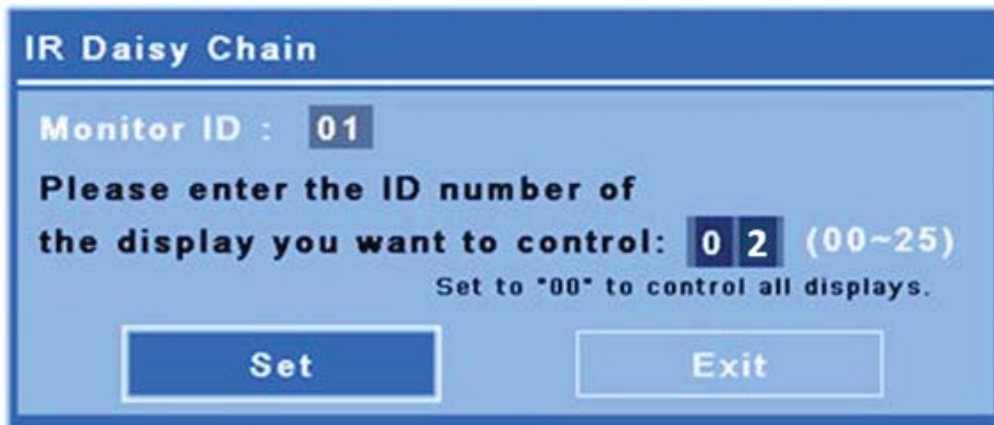 IR Daisy Chain
Monitor ID : 01
Please enter the ID number of
the display you want to control: 0 2 (00~25)
Set to "00" to control all displays.
Set Exit